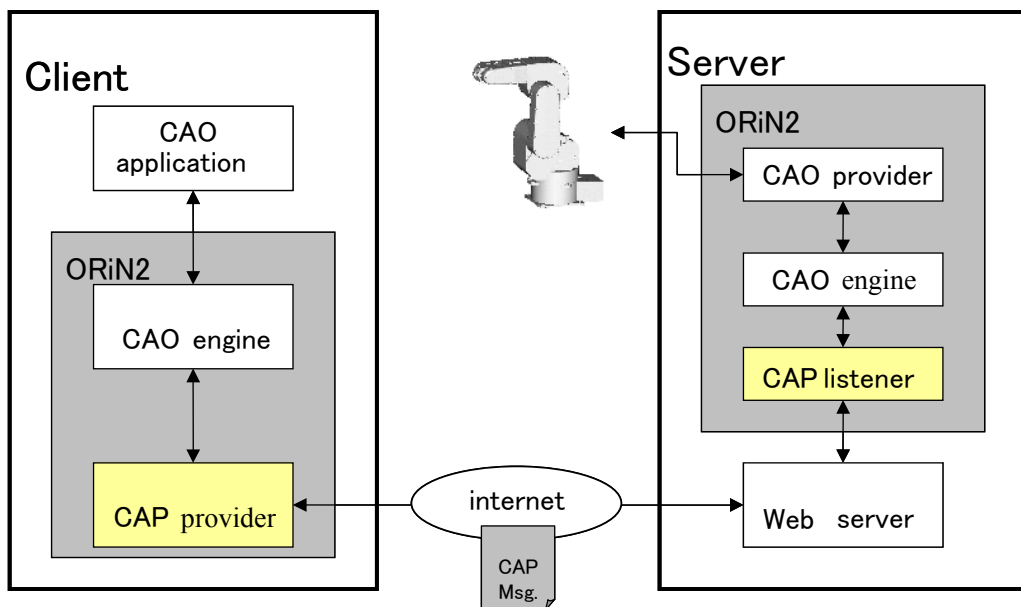 Client
CAO
application
ORiN2
CAO engine
CAP provider
internet
CAP
Msg.
Server
ORiN2
CAO provider
CAO engine
CAP listener
Web server